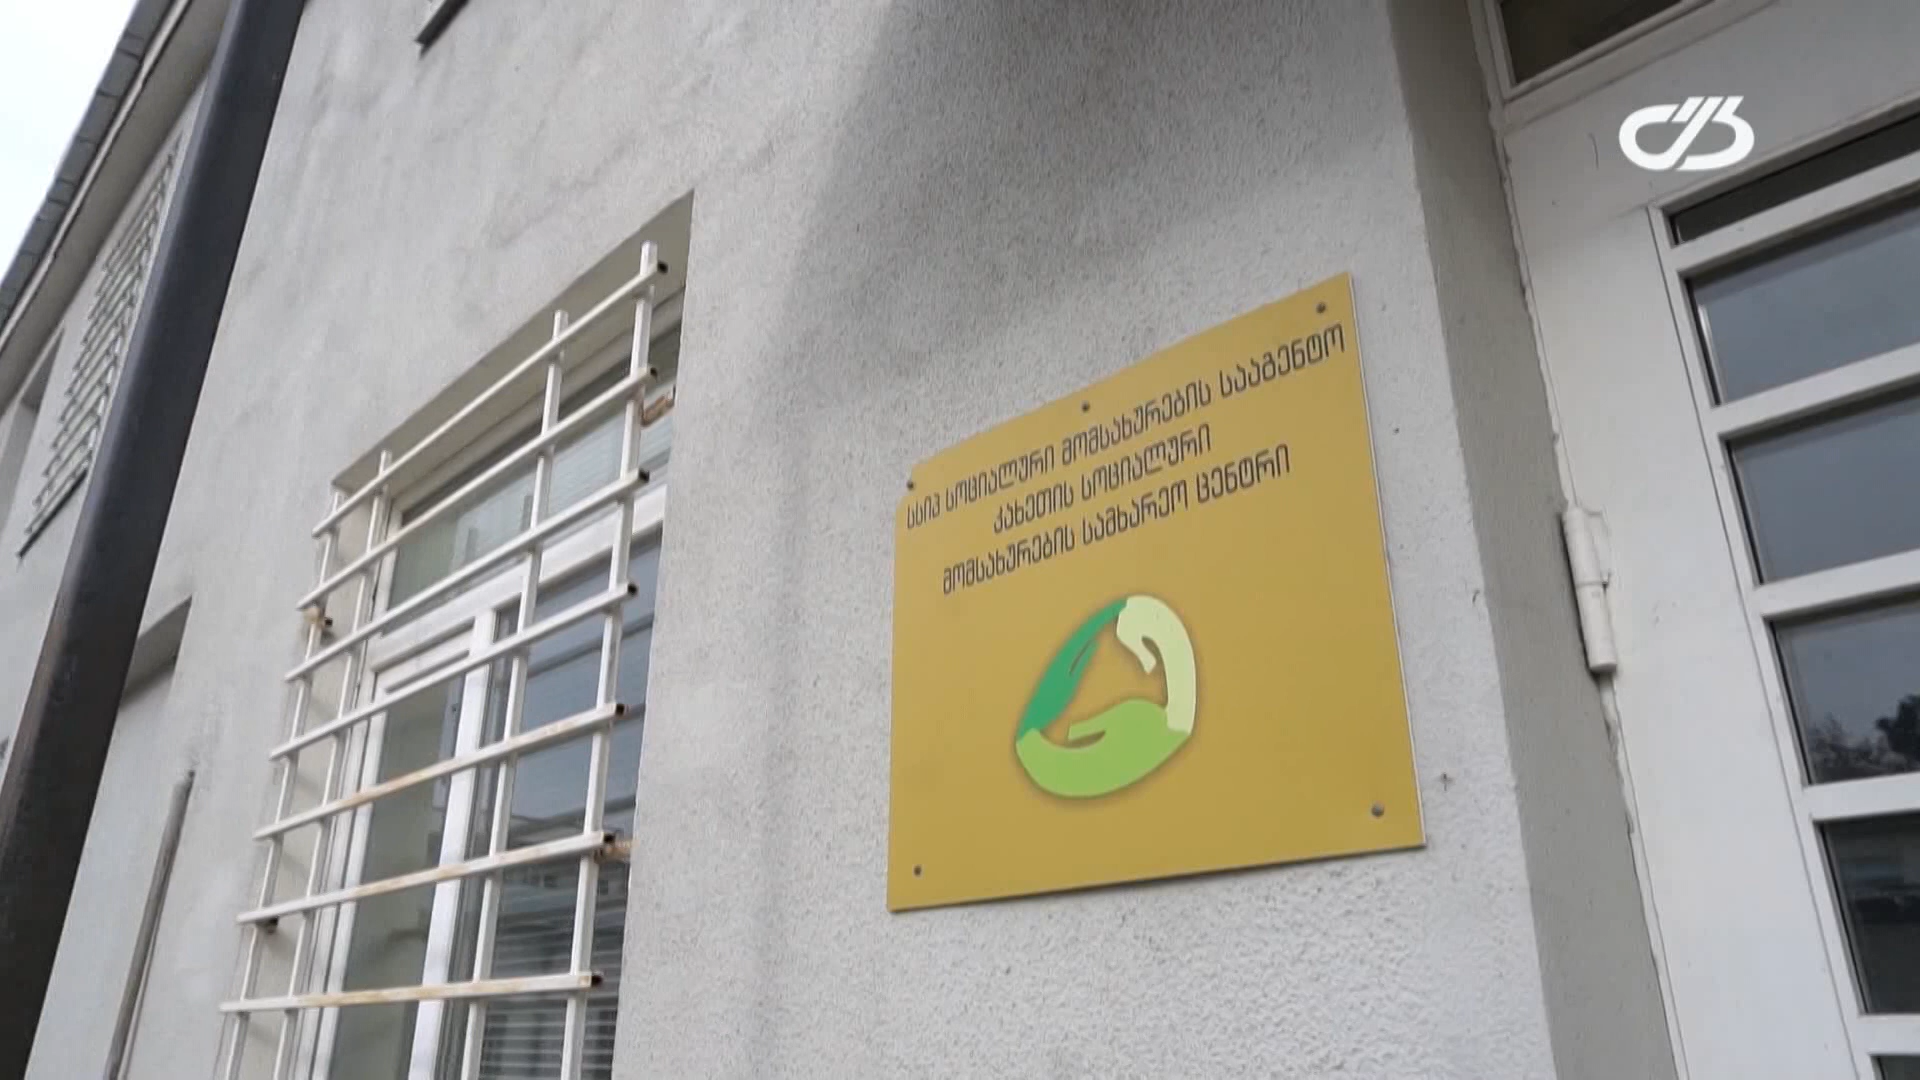 სსიპ სოციალური მომსახურების სააგენტო
კახეთის სოციალური
მომსახურების სამხარეო ცენტრი